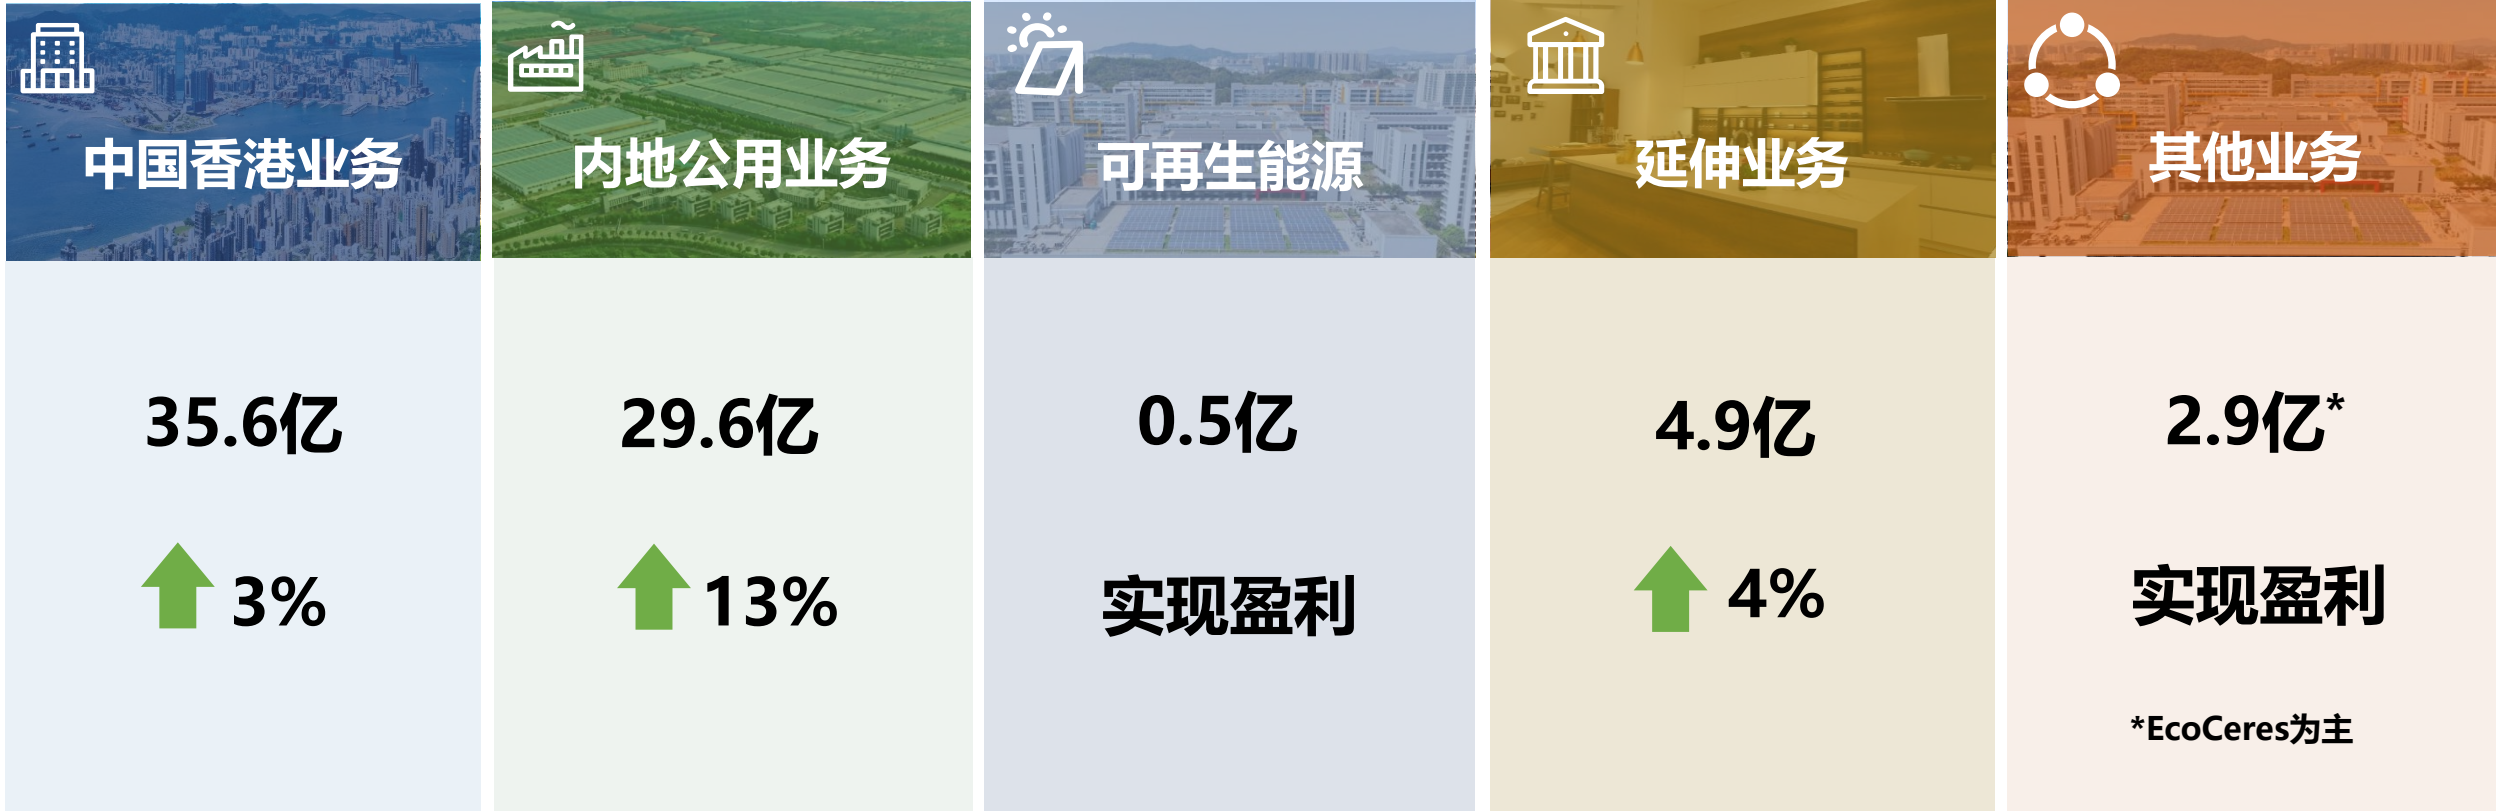 中国香港业务
35.6亿
3%
内地公用业务
29.6亿
13%
可再生能源
0.5亿
实现盈利
延伸业务
4.9亿
4%
其他业务
2.9亿*
实现盈利
*EcoCeres为主